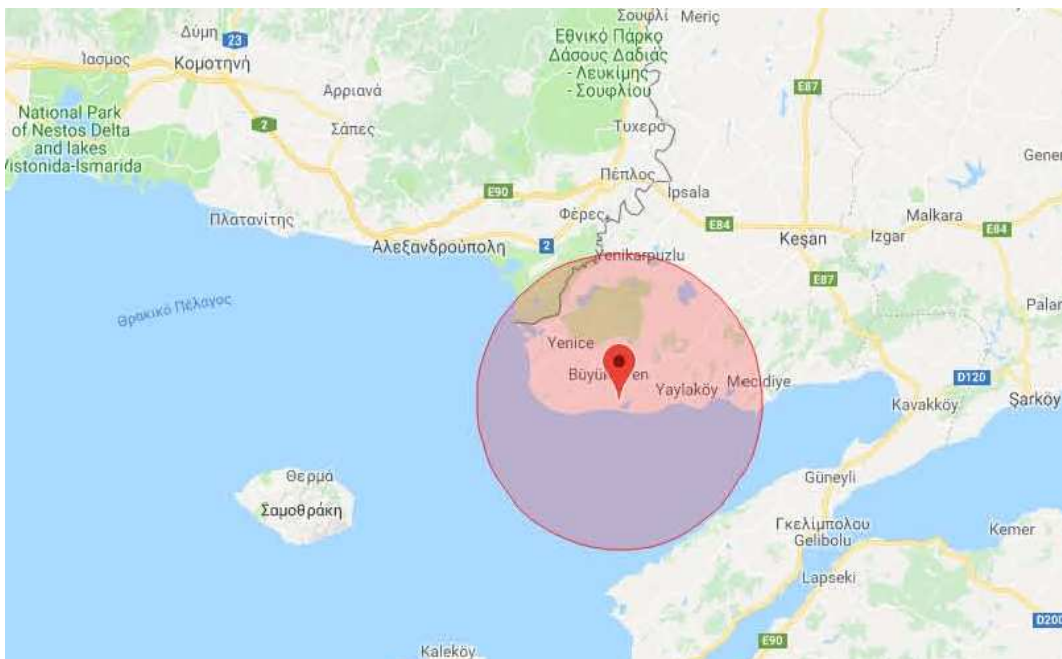 Σουφλί
Meriç
Δύμη
23
Ίασμος
Κομοτηνή
Εθνικό Πάρκο
Δάσους Δαδιάς
- Λευκίμης
- Σουφλίου
E87
Αρριανά
National Park
of Nestos Delta
and lakes
Vistonida-Ismarida
2
Σάπες
Τυχερό
Gener
Πέπλος
E90
Ipsala
Πλατανίτης
Φέρες
E84
Malkara
E84
Αλεξανδρούπολη
2
Keşan
Izgar
Yenikarpuzlu
E87
Θρακικό Πέλαγος
Palar
Yenice
Yaylaköy
Mecidiye
D120
Kavakköy
Şarköy
Θερμά
Σαμοθράκη
Güneyli
Γκελίμπολου
Gelibolu
Kemer
Lapseki
D200
E90
Kaleköy